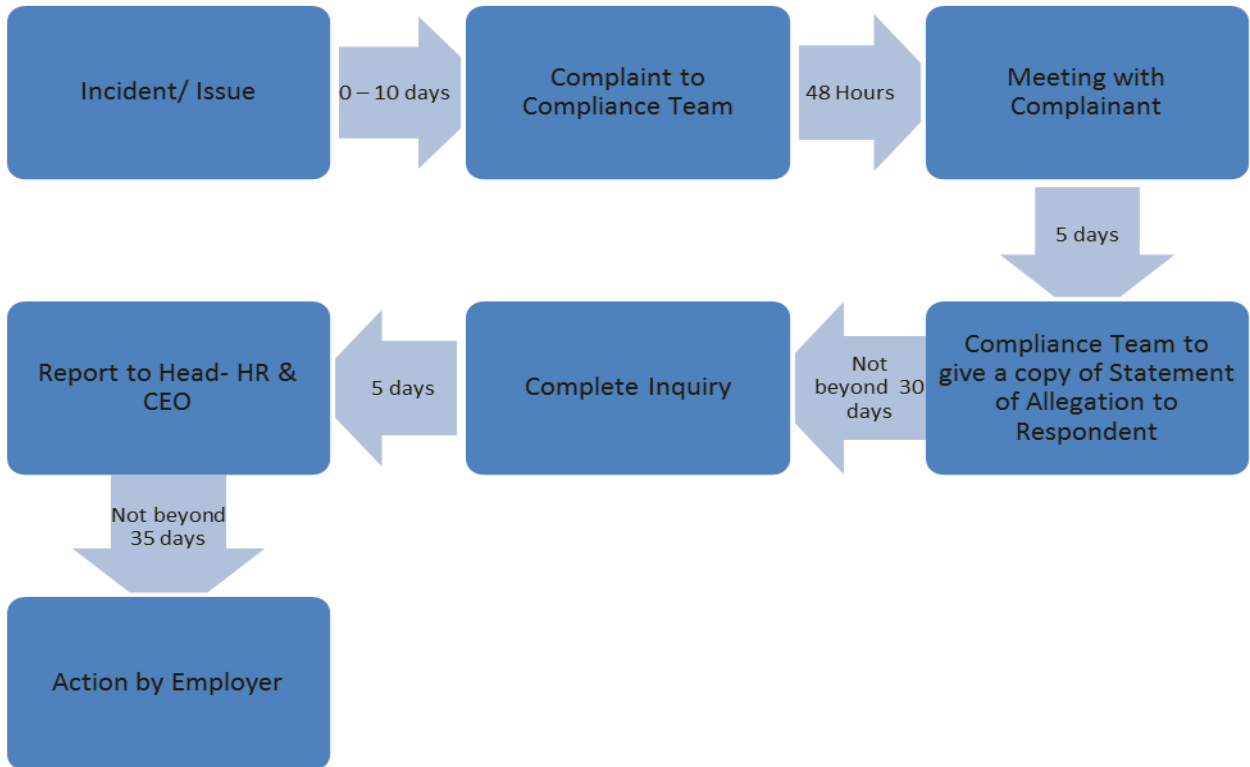 Incident/ Issue
0 – 10 days
Complaint to
Compliance Team
48 Hours
Meeting with
Complainant
5 days
Compliance Team to
give a copy of Statement
of Allegation to
Respondent
Not
beyond 30
days
Complete Inquiry
5 days
Report to Head- HR &
CEO
Not beyond
35 days
Action by Employer